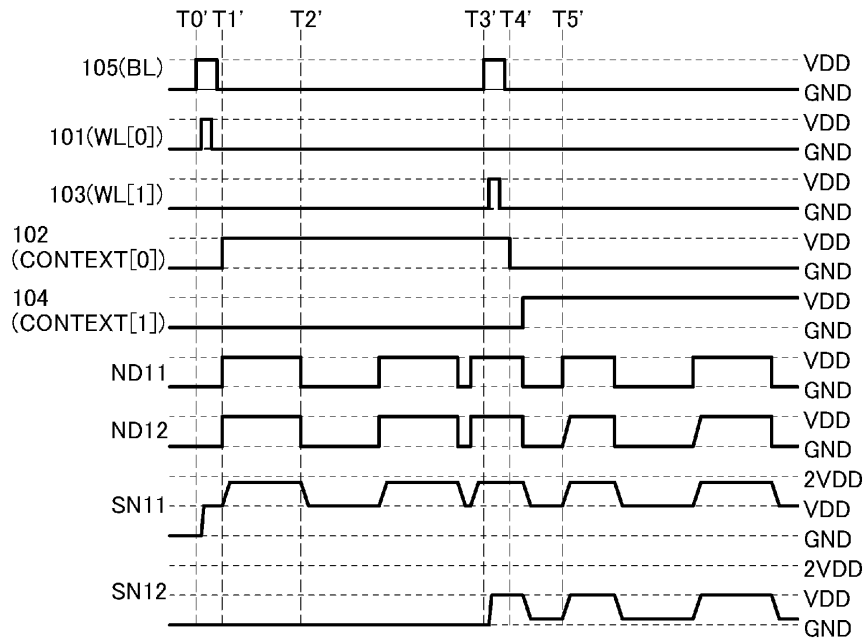 T0' T1' T2' T3' T4' T5'
105(BL) VDD
GND
101(WL[0]) VDD
GND
103(WL[1]) VDD
GND
102
(CONTEXT[0]) VDD
GND
104
(CONTEXT[1]) VDD
GND
ND11 VDD
GND
ND12 VDD
GND
SN11 2VDD
VDD
GND
SN12 2VDD
VDD
GND